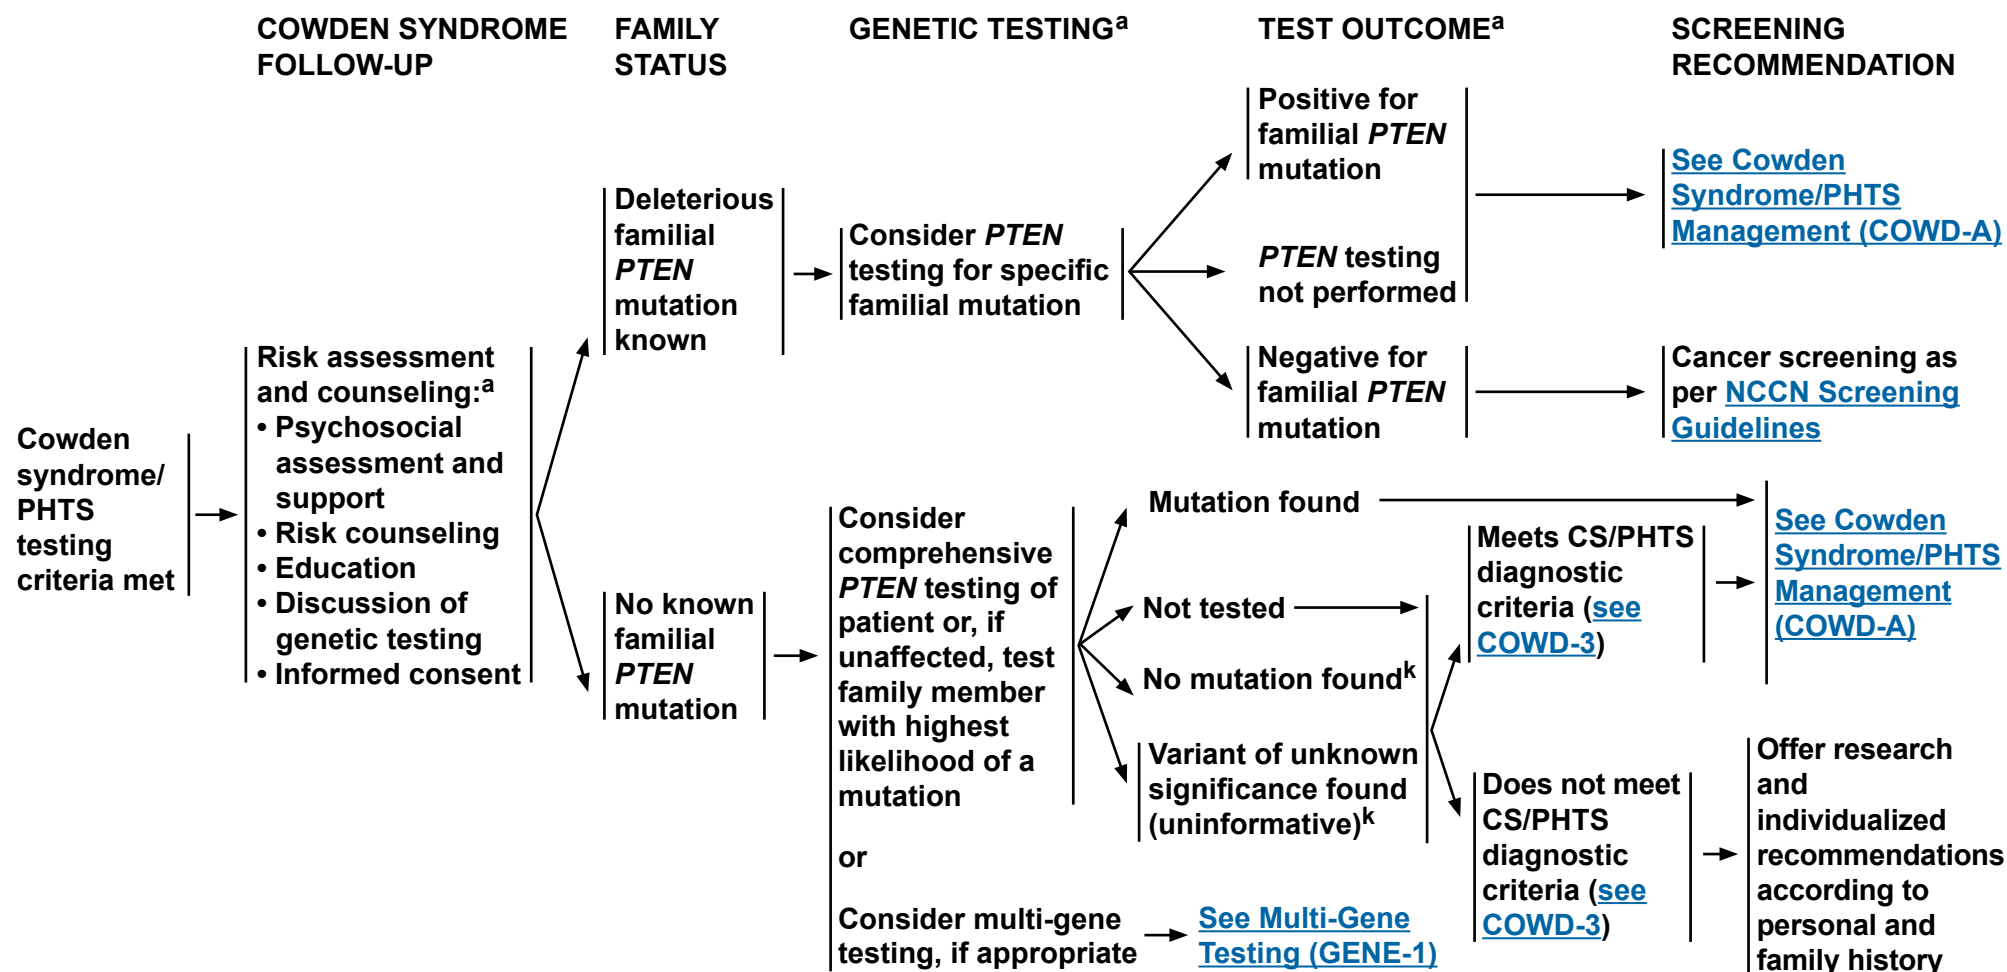 COWDEN SYNDROME
FOLLOW-UP
FAMILY
STATUS
GENETIC TESTINGa
TEST OUTCOMEa
SCREENING
RECOMMENDATION
Cowden
syndrome/
PHTS
testing
criteria met
Risk assessment
and counseling:a
• Psychosocial
assessment and
support
• Risk counseling
• Education
• Discussion of
genetic testing
• Informed consent
Deleterious
familial
PTEN
mutation
known
Consider PTEN
testing for specific
familial mutation
Positive for
familial PTEN
mutation
PTEN testing
not performed
See Cowden
Syndrome/PHTS
Management (COWD-A)
Negative for
familial PTEN
mutation
Cancer screening as
per NCCN Screening
Guidelines
No known
familial
PTEN
mutation
Consider
comprehensive
PTEN testing of
patient or, if
unaffected, test
family member
with highest
likelihood of a
mutation
or
Consider multi-gene
testing, if appropriate
See Multi-Gene
Testing (GENE-1)
Mutation found
Not tested
No mutation foundk
Variant of unknown
significance found
(uninformative)k
Meets CS/PHTS
diagnostic
criteria (see
COWD-3)
See Cowden
Syndrome/PHTS
Management
(COWD-A)
Does not meet
CS/PHTS
diagnostic
criteria (see
COWD-3)
Offer research
and
individualized
recommendations
according to
personal and
family history